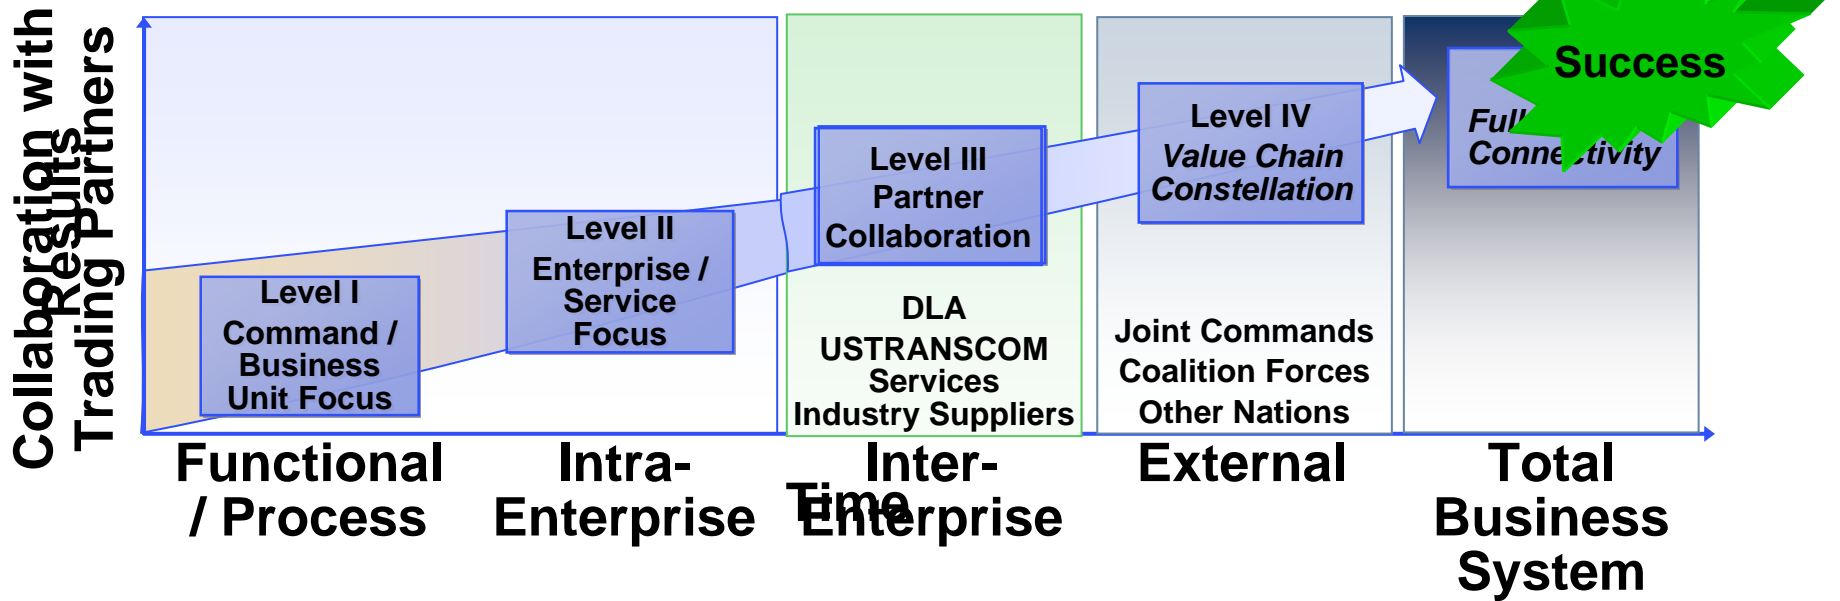 Collaboration with
Results
Trading Partners
Success
Level I
Command /
Business
Unit Focus
Level II
Enterprise /
Service
Focus
Level III
Partner
Collaboration
DLA
USTRANSCOM
Services
Industry Suppliers
Level IV
Value Chain
Constellation
Joint Commands
Coalition Forces
Other Nations
Full
Connectivity
Functional
/ Process
Intra-
Enterprise
Inter-
Enterprise
Time
External
Total
Business
System